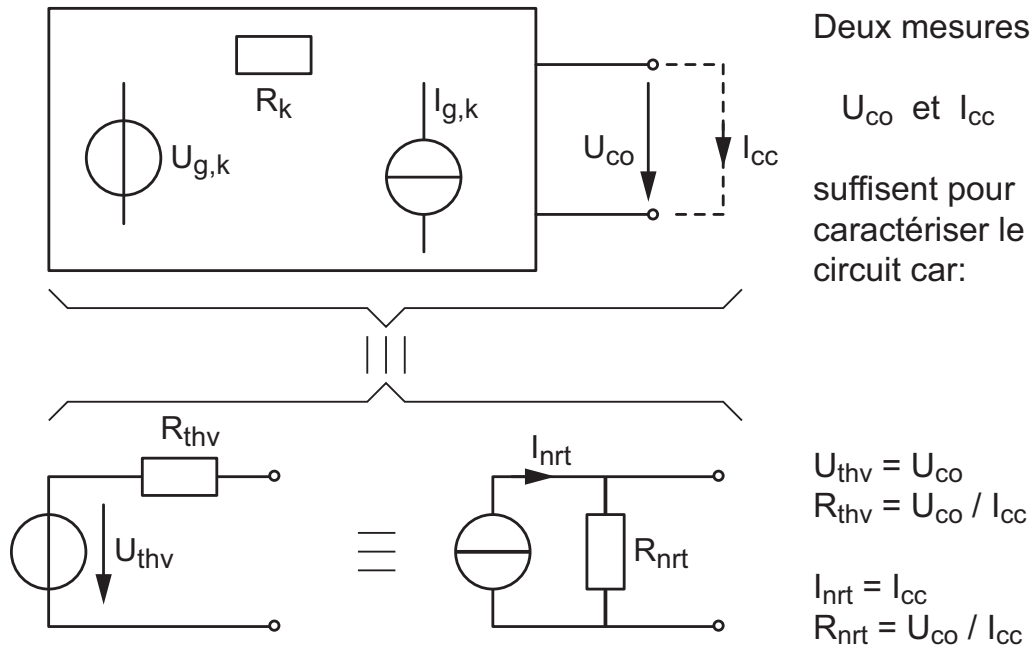 Deux mesures
R_k
I_g,k
U_g,k
U_co
I_cc
U_co et I_cc
suffisent pour
caractériser le
circuit car:
R_thv
U_thv
I_nrt
R_nrt
U_thv = U_co
R_thv = U_co / I_cc
I_nrt = I_cc
R_nrt = U_co / I_cc